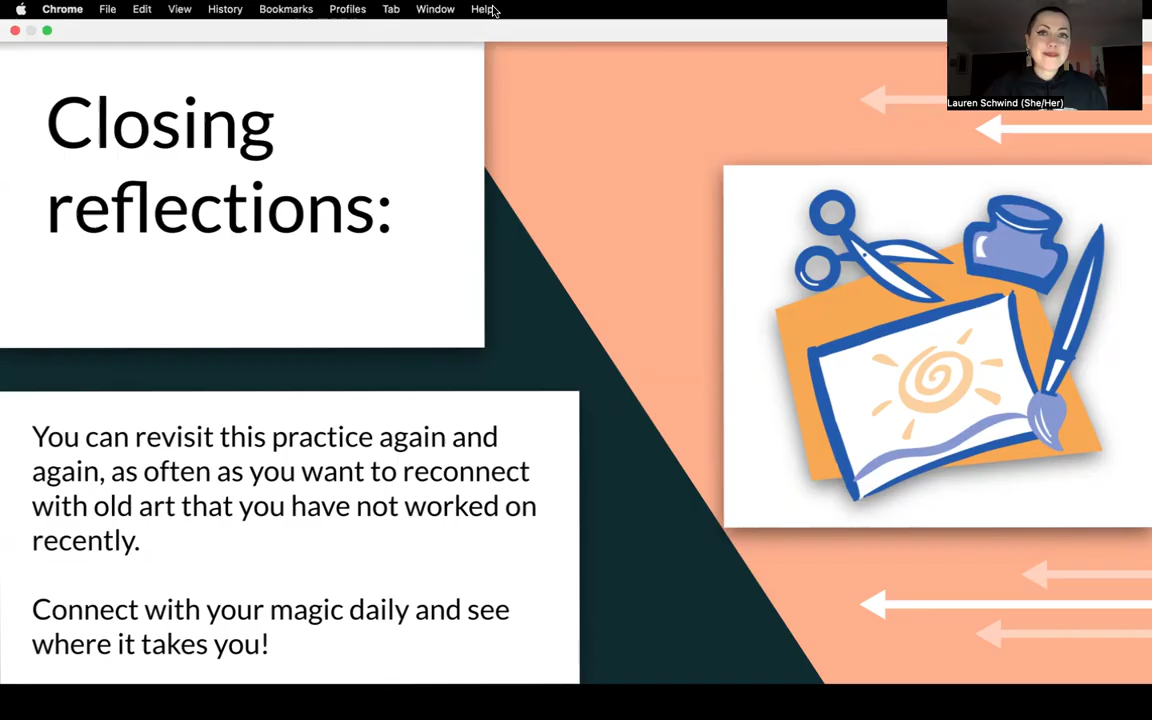 Chrome File Edit View History Bookmarks Profiles Tab Window Help
Lauren Schwind (She/Her)
Closing
reflections:
You can revisit this practice again and
again, as often as you want to reconnect
with old art that you have not worked on
recently.
Connect with your magic daily and see
where it takes you!